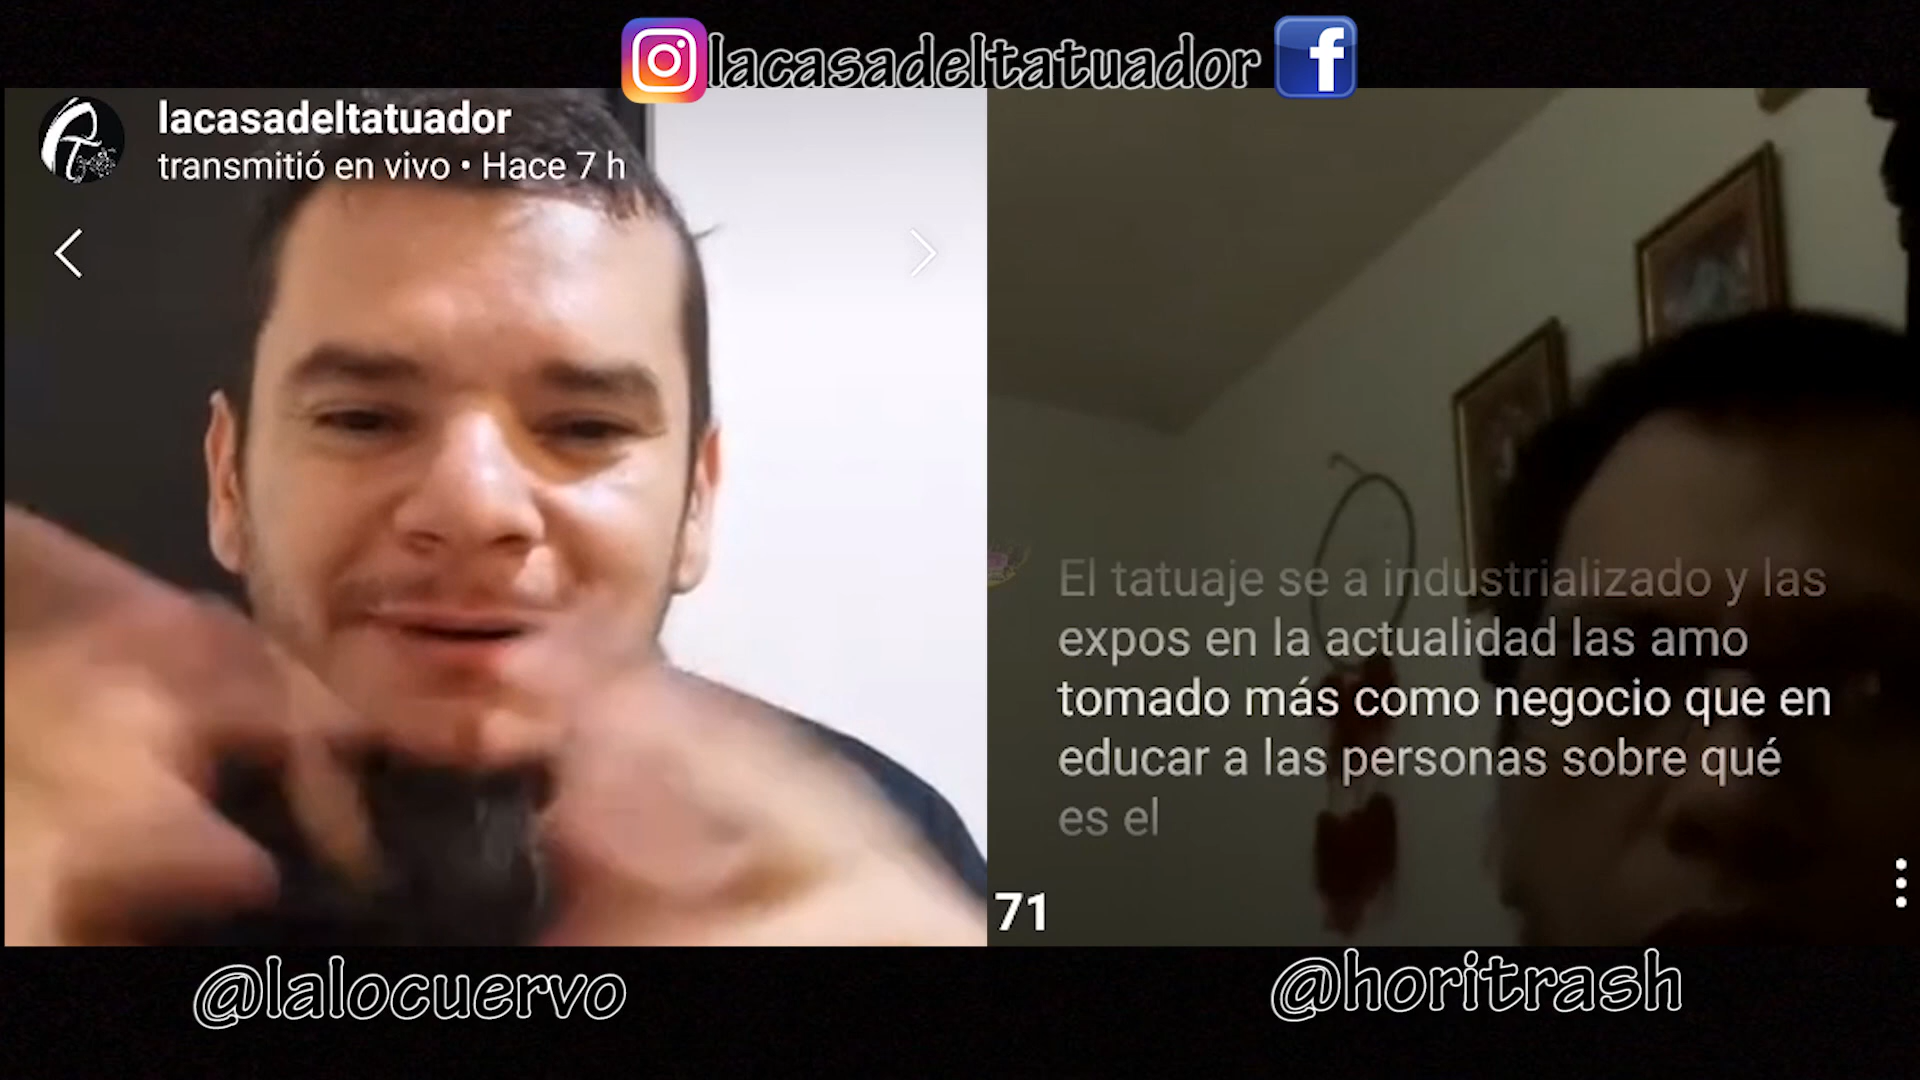 lacasadeltatuador
lacasadeltatuador
transmitió en vivo • Hace 7 h
El tatuaje se a industrializado y las
expos en la actualidad las amo
tomado más como negocio que en
educar a las personas sobre qué
es el
71
@lalocuervo
@horitrash